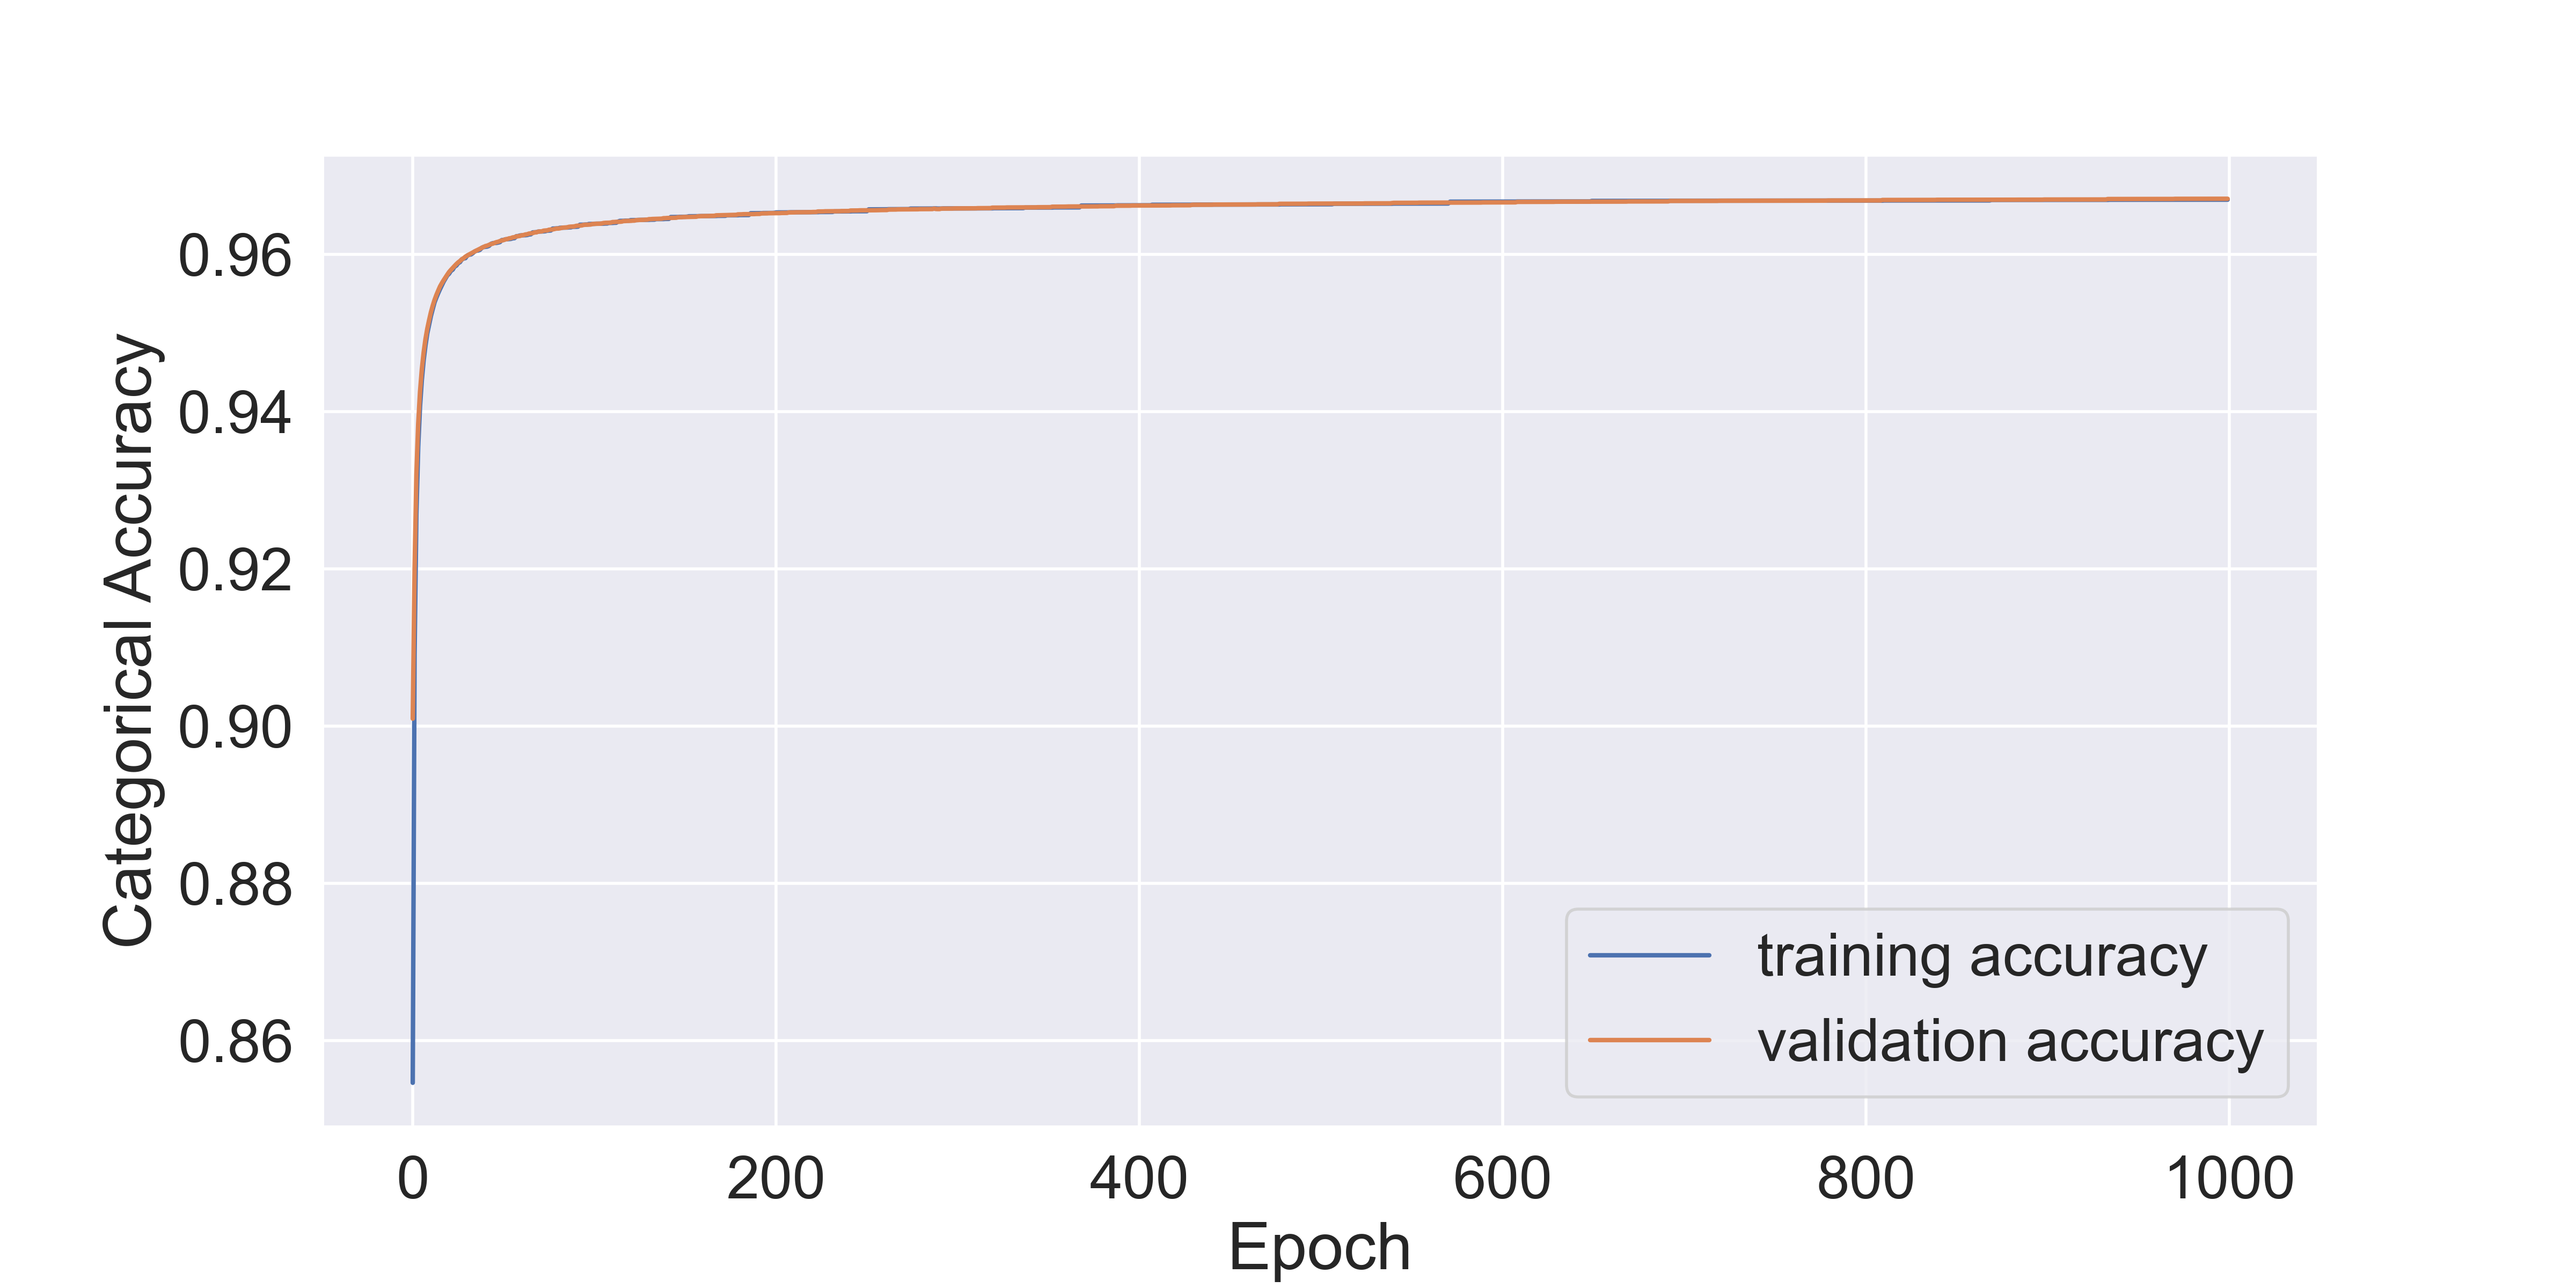 Categorical Accuracy
0.96
0.94
0.92
0.90
0.88
0.86
training accuracy
validation accuracy
0 200 400 600 800 1000
Epoch